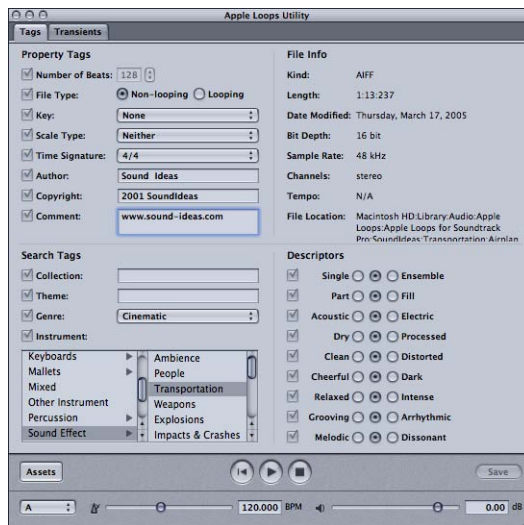 Apple Loops Utility
Tags Transients
Property Tags
Number of Beats: 128
File Type: Non-looping Looping
Key: None
Scale Type: Neither
Time Signature: 4/4
Author: Sound Ideas
Copyright: 2001 SoundIdeas
Comment: www.sound-ideas.com
File Info
Kind: AIFF
Length: 1:13:237
Date Modified: Thursday, March 17, 2005
Bit Depth: 16 bit
Sample Rate: 48 kHz
Channels: stereo
Tempo: N/A
File Location: Macintosh HD:Library:Audio:Apple
Loops:Apple Loops for Soundtrack
Pro:SoundIdeas:Transportation:Airplan
Search Tags
Collection:
Theme:
Genre: Cinematic
Instrument:
Keyboards
Mallets
Mixed
Other Instrument
Percussion
Sound Effect
Ambience
People
Transportation
Weapons
Explosions
Impacts & Crashes
Descriptors
Single Ensemble
Part Fill
Acoustic Electric
Dry Processed
Clean Distorted
Cheerful Dark
Relaxed Intense
Grooving Arrhythmic
Melodic Dissonant
Assets
Save
A 120.000 BPM 0.00 dB